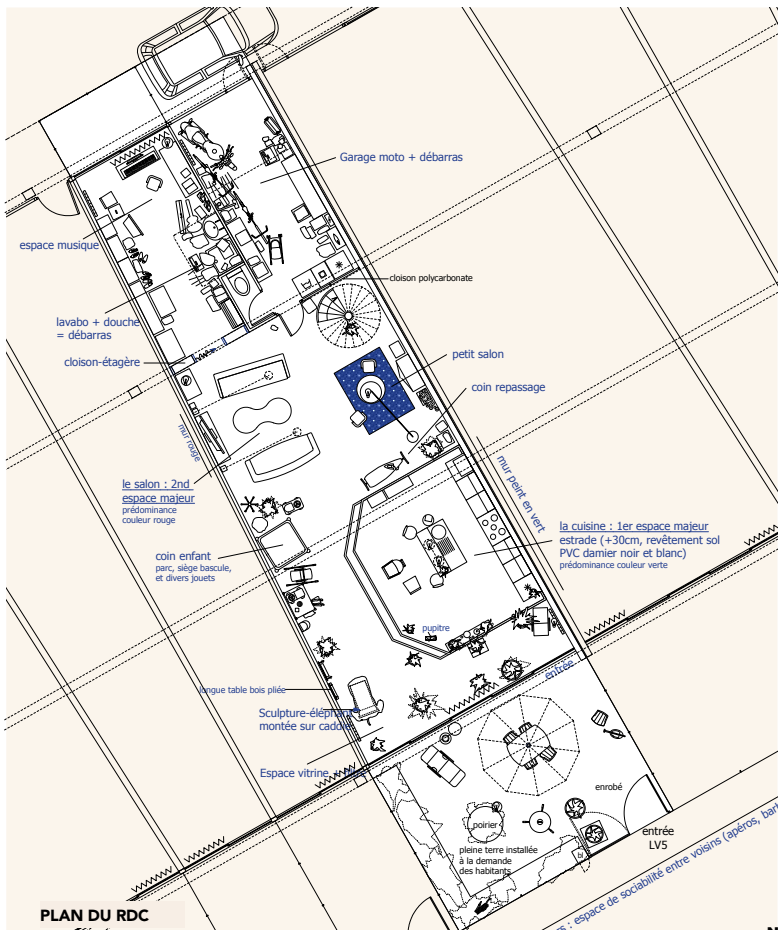 Garage moto + débarras
espace musique
cloison polycarbonate
lavabo + douche
= débarras
cloison-étagère
petit salon
coin repassage
mur rouge
mur peint en vert
le salon : 2nd
espace majeur
prédominance
couleur rouge
la cuisine : 1er espace majeur
estrade (+30cm, revêtement sol
PVC damier noir et blanc)
prédominance couleur verte
coin enfant
parc, siège bascule,
et divers jouets
pupitre
entrée
longue table bois pliée
Sculpture-éléphant
montée sur caddie
Espace vitrine +
enrobé
poirier
pleine terre installée
à la demande
des habitants
bl
entrée
LV5
: espace de sociabilité entre voisins (apéros,
PLAN DU RDC
N